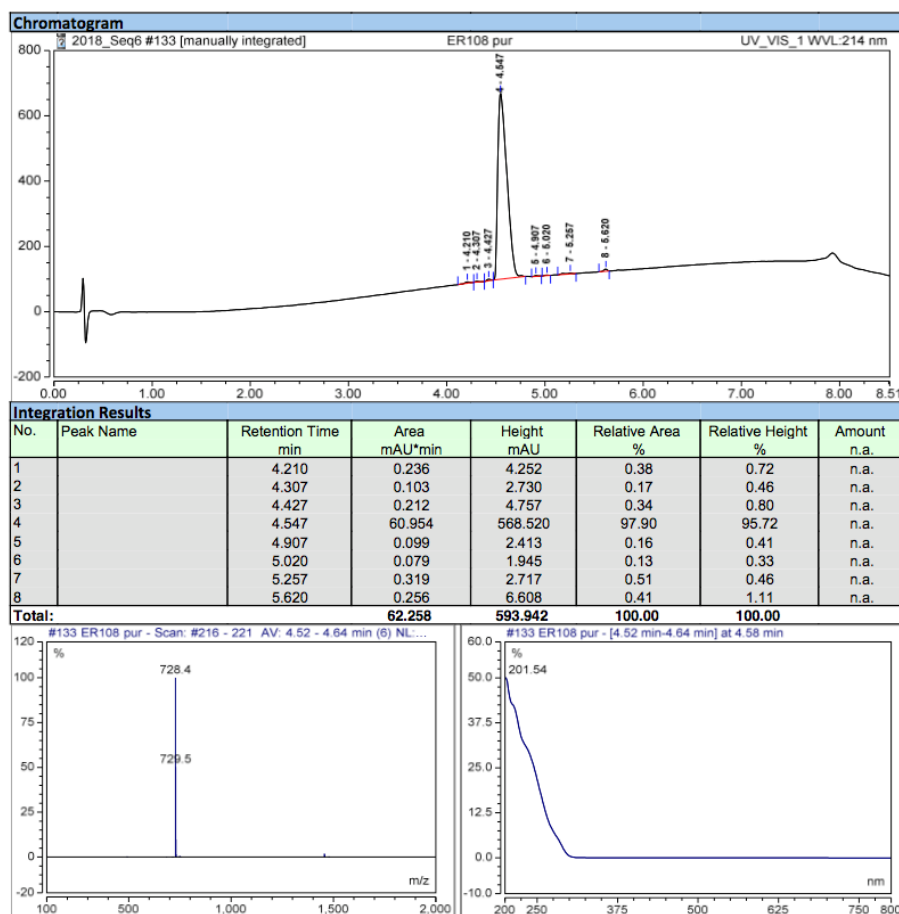 Chromatogram
2018_Seq6 #133 [manually integrated] ER108 pur UV_VIS_1 WVL:214 nm
800
600
400
200
0
-200
1 - 4.210
2 - 4.307
3 - 4.427
4 - 4.547
5 - 4.907
6 - 5.020
7 - 5.257
8 - 5.620
0.00 1.00 2.00 3.00 4.00 5.00 6.00 7.00 8.00 8.51
Integration Results
No. Peak Name Retention Time Area Height Relative Area Relative Height Amount
min mAU*min mAU % % n.a.
1 4.210 0.236 4.252 0.38 0.72 n.a.
2 4.307 0.103 2.730 0.17 0.46 n.a.
3 4.427 0.212 4.757 0.34 0.80 n.a.
4 4.547 60.954 568.520 97.90 95.72 n.a.
5 4.907 0.099 2.413 0.16 0.41 n.a.
6 5.020 0.079 1.945 0.13 0.33 n.a.
7 5.257 0.319 2.717 0.51 0.46 n.a.
8 5.620 0.256 6.608 0.41 1.11 n.a.
Total: 62.258 593.942 100.00 100.00
#133 ER108 pur - Scan: #216 - 221 AV: 4.52 - 4.64 min (6) NL:...
120
%
100
75
50
25
0
-20
728.4
729.5
m/z
100 500 1,000 1,500 2,000
#133 ER108 pur - [4.52 min-4.64 min] at 4.58 min
60.0
%
50.0
37.5
25.0
12.5
0.0
-10.0
201.54
nm
200 250 375 500 625 800